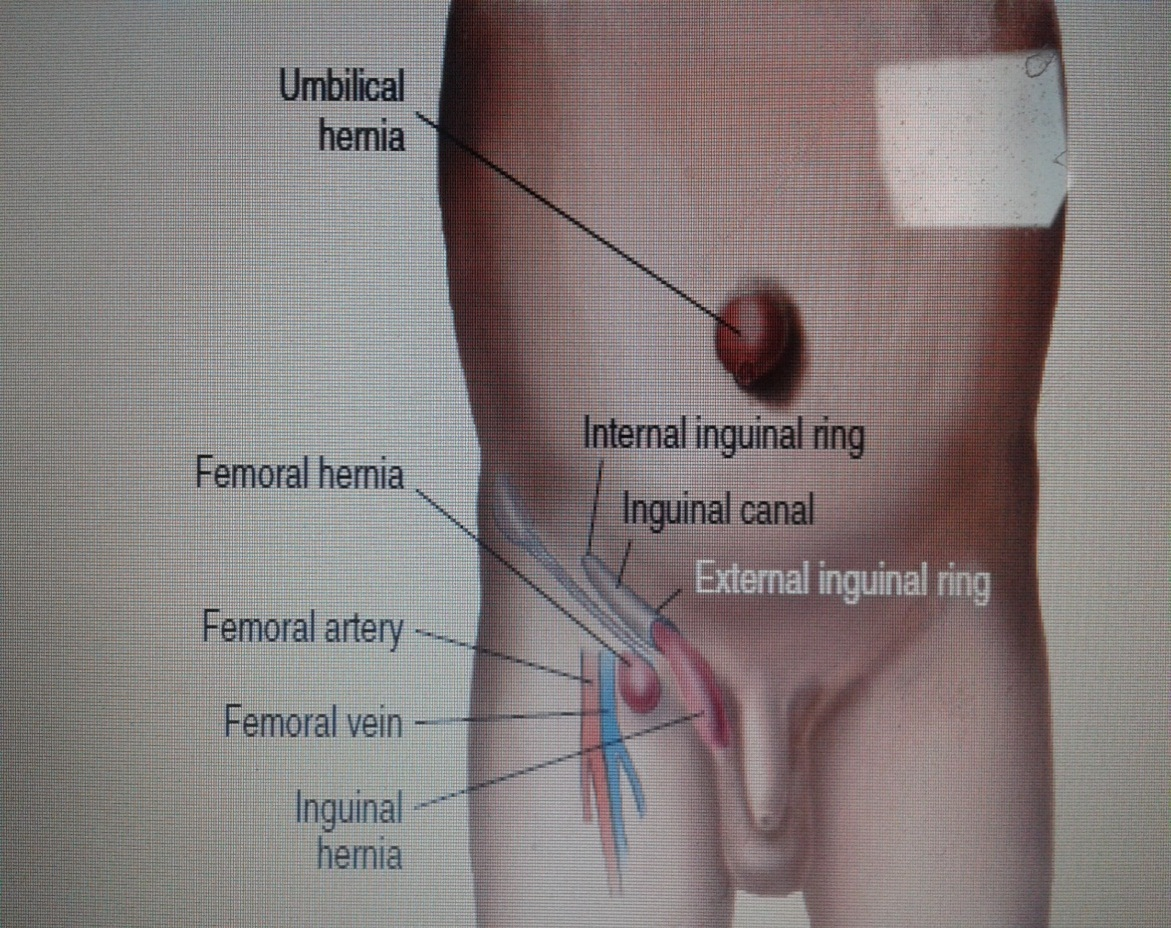 Umbilical
hernia
Internal inguinal ring
Femoral hernia
Inguinal canal
External inguinal ring
Femoral artery
Femoral vein
Inguinal
hernia